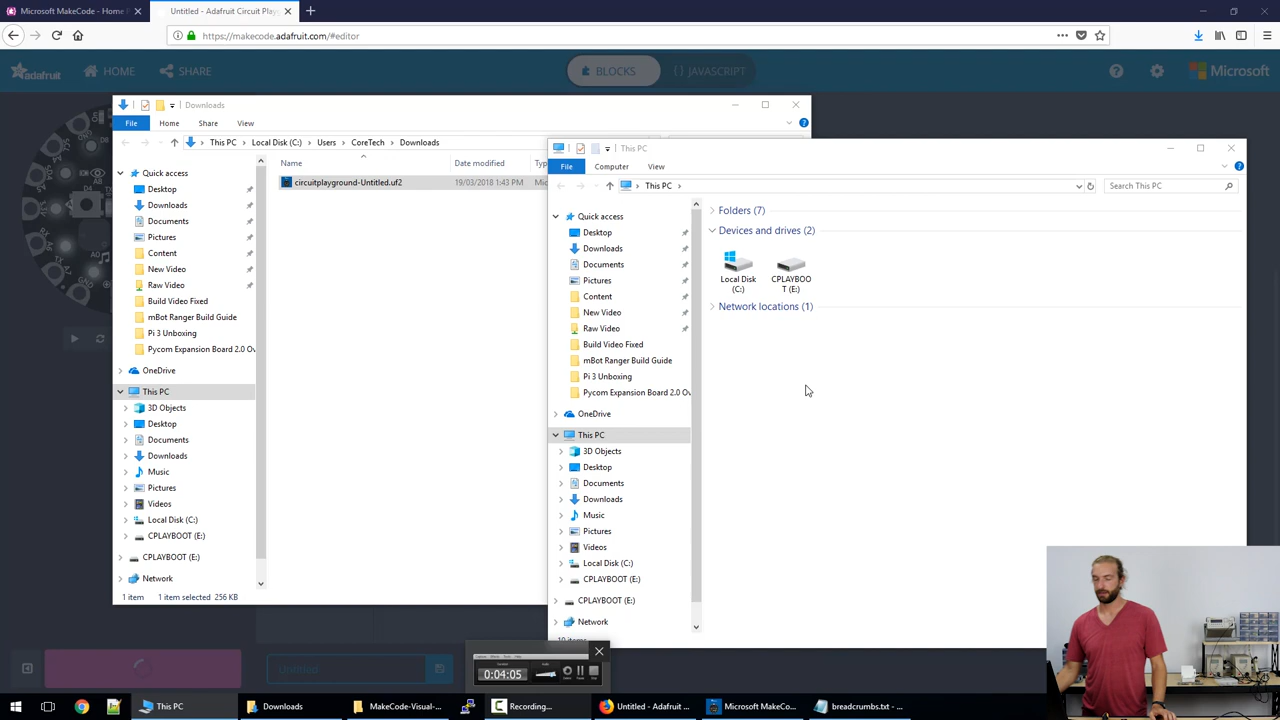 Microsoft MakeCode - Home P
Untitled - Adafruit Circuit Playg
https://makecode.adafruit.com/#editor
adafruit
HOME
SHARE
BLOCKS
{ } JAVASCRIPT
Microsoft
Downloads
File
Home
Share
View
This PC
Local Disk (C:)
Users
CoreTech
Downloads
Name
Date modified
Typ
circuitplayground-Untitled.uf2
19/03/2018 1:43 PM
Quick access
Desktop
Downloads
Documents
Pictures
Content
New Video
Raw Video
Build Video Fixed
mBot Ranger Build Guide
Pi 3 Unboxing
Pycom Expansion Board 2.0 Ov
OneDrive
This PC
3D Objects
Desktop
Documents
Downloads
Music
Pictures
Videos
Local Disk (C:)
CPLAYBOOT (E:)
CPLAYBOOT (E:)
Network
1 item
1 item selected 256 KB
This PC
File
Computer
View
This PC
Search This PC
Quick access
Desktop
Downloads
Documents
Pictures
Content
New Video
Raw Video
Build Video Fixed
mBot Ranger Build Guide
Pi 3 Unboxing
Pycom Expansion Board 2.0 Ov
OneDrive
This PC
3D Objects
Desktop
Documents
Downloads
Music
Pictures
Videos
Local Disk (C:)
CPLAYBOOT (E:)
CPLAYBOOT (E:)
Network
Folders (7)
Devices and drives (2)
Local Disk
(C:)
CPLAYBOO
T (E:)
Network locations (1)
Untitled
0:04:05
This PC
Downloads
MakeCode-Visual-...
Recording...
Untitled - Adafruit ...
Microsoft MakeCo...
breadcrumbs.txt - ...